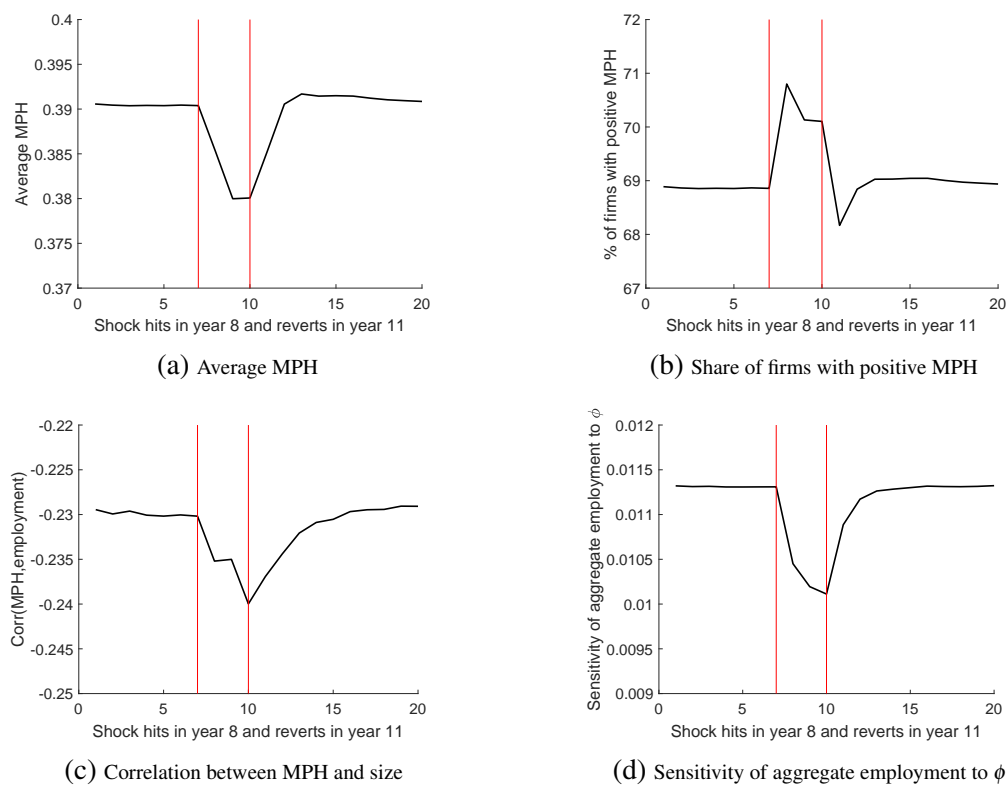 0.4
0.395
0.39
0.385
0.38
0.375
0.37
Average MPH
0 5 10 15 20
Shock hits in year 8 and reverts in year 11
(a) Average MPH
72
71
70
69
68
67
% of firms with positive MPH
0 5 10 15 20
Shock hits in year 8 and reverts in year 11
(b) Share of firms with positive MPH
-0.22
-0.225
-0.23
-0.235
-0.24
-0.245
-0.25
Corr(MPH,employment)
0 5 10 15 20
Shock hits in year 8 and reverts in year 11
(c) Correlation between MPH and size
0.012
0.0115
0.011
0.0105
0.01
0.0095
0.009
Sensitivity of aggregate employment to ϕ
0 5 10 15 20
Shock hits in year 8 and reverts in year 11
(d) Sensitivity of aggregate employment to ϕ